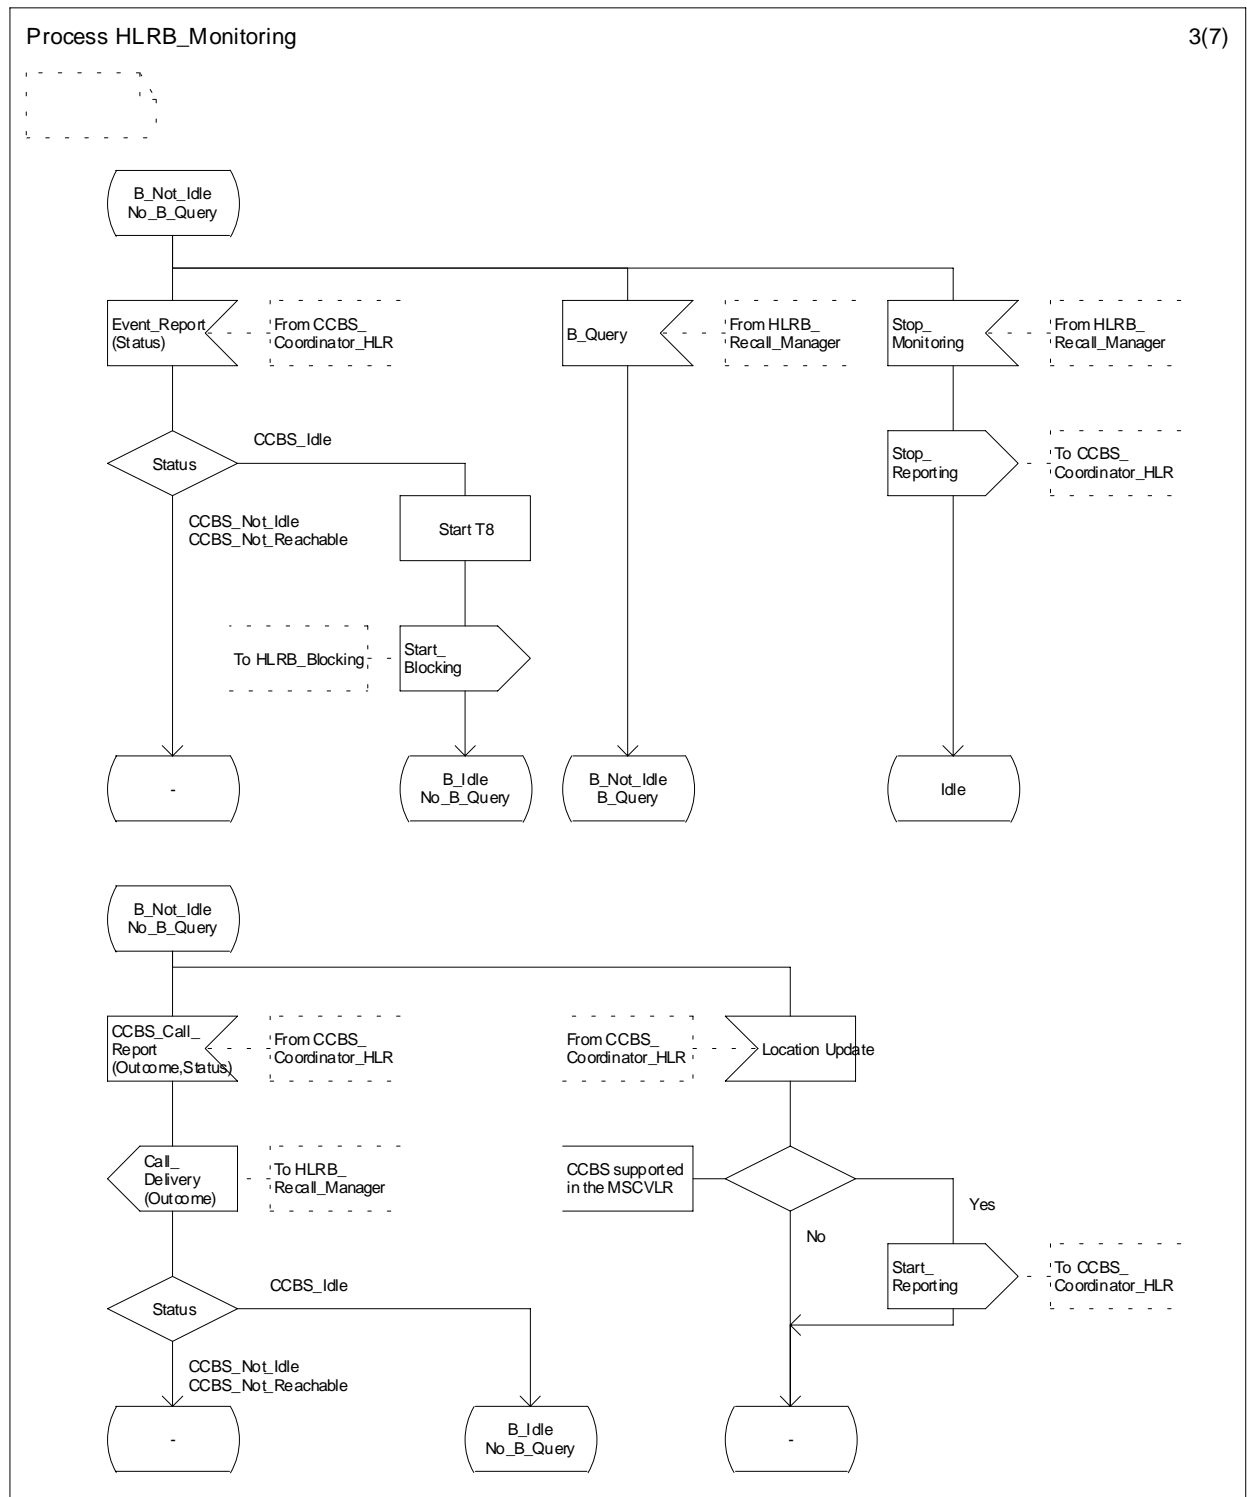 Process HLRB_Monitoring
3(7)
B_Not_Idle
No_B_Query
Event_Report
(Status)
From CCBS_
Coordinator_HLR
B_Query
From HLRB_
Recall_Manager
Stop_
Monitoring
From HLRB_
Recall_Manager
Status
CCBS_Idle
CCBS_Not_Idle
CCBS_Not_Reachable
Start T8
Stop_
Reporting
To CCBS_
Coordinator_HLR
To HLRB_Blocking
Start_
Blocking
-
B_Idle
No_B_Query
B_Not_Idle
B_Query
Idle
B_Not_Idle
No_B_Query
CCBS_Call_
Report
(Outcome,Status)
From CCBS_
Coordinator_HLR
From CCBS_
Coordinator_HLR
Location Update
Call_
Delivery
(Outcome)
To HLRB_
Recall_Manager
CCBS supported
in the MSCVLR
Yes
No
Start_
Reporting
To CCBS_
Coordinator_HLR
Status
CCBS_Idle
CCBS_Not_Idle
CCBS_Not_Reachable
-
B_Idle
No_B_Query
-